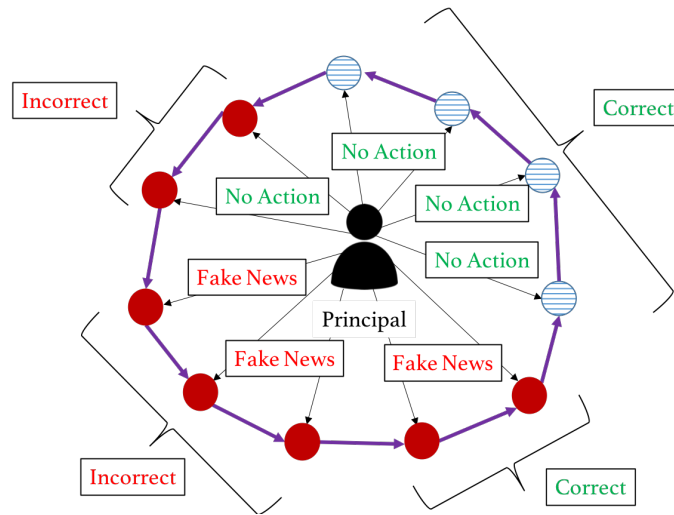 Incorrect
Correct
No Action
No Action
No Action
No Action
Fake News
Principal
Fake News
Fake News
Incorrect
Correct